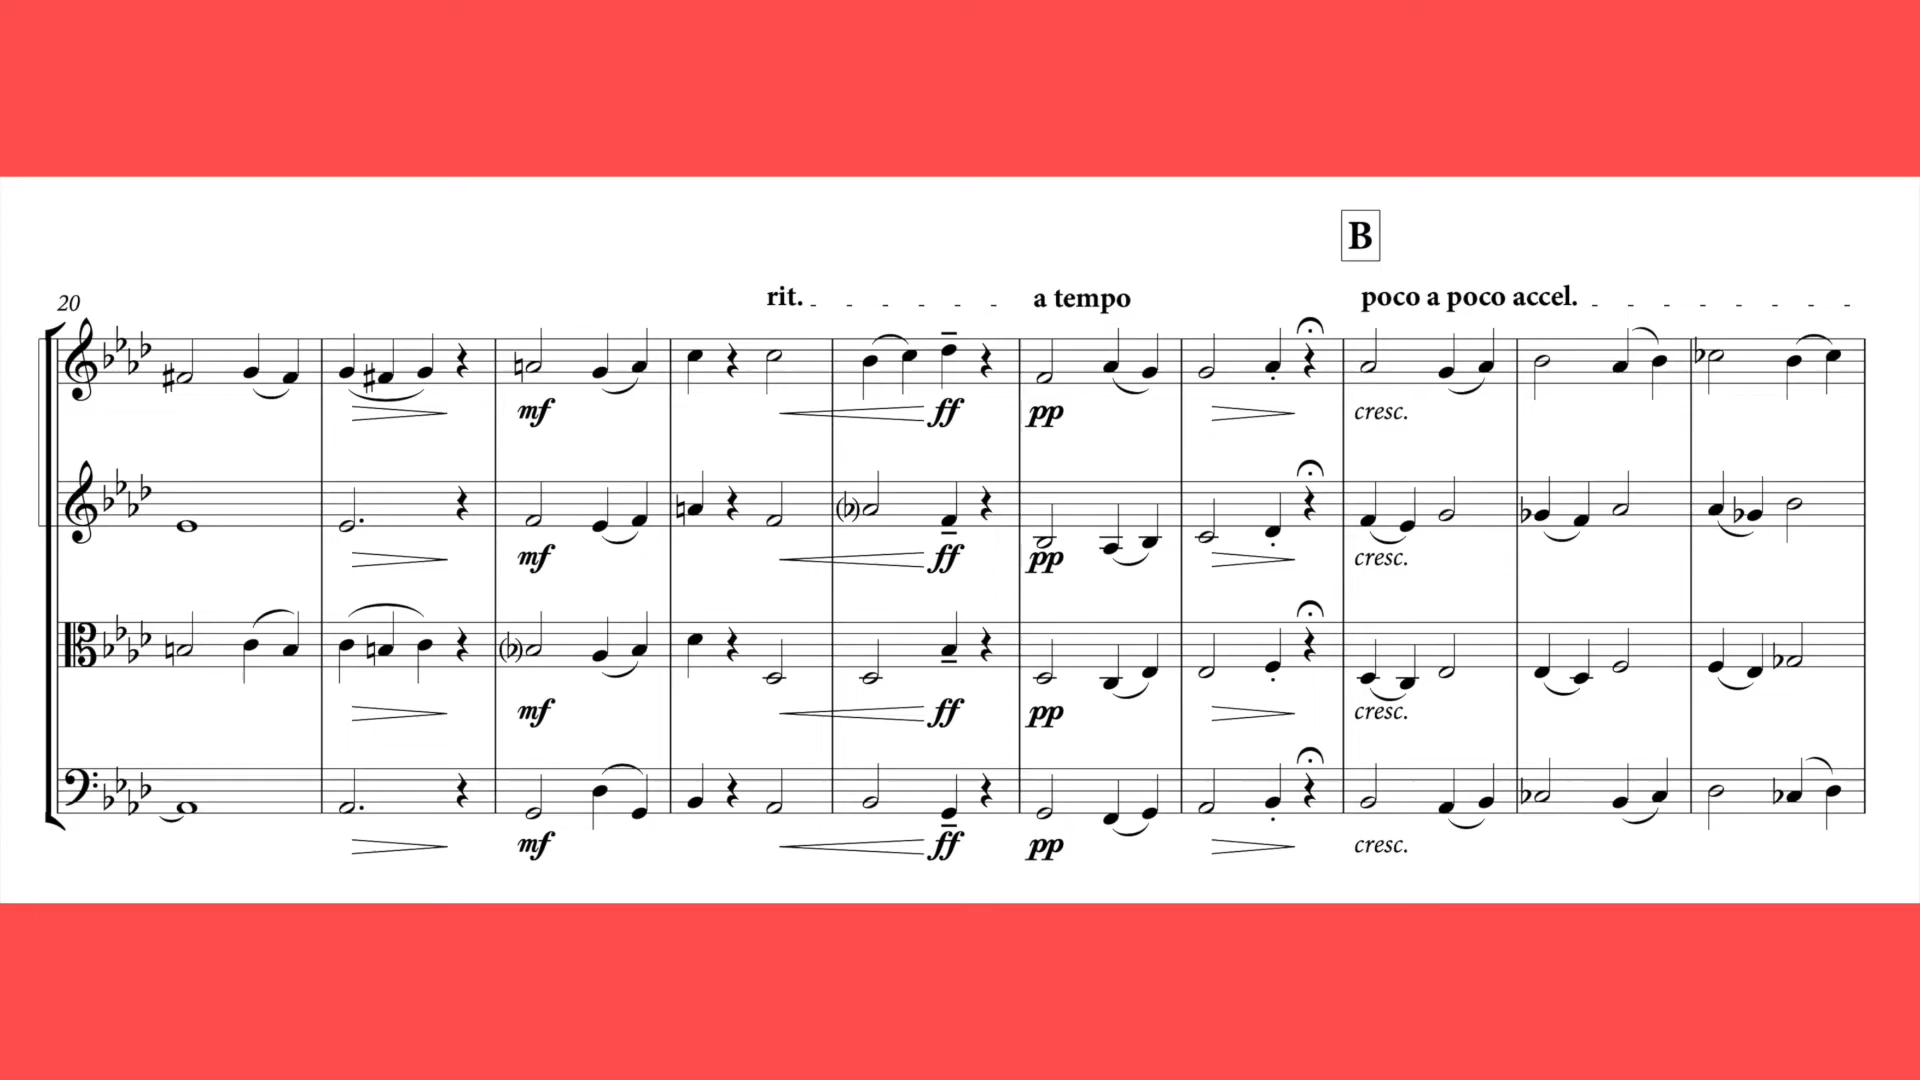 B
20
rit.
a tempo
poco a poco accel.
mf
ff
pp
cresc.
mf
ff
pp
cresc.
mf
ff
pp
cresc.
mf
ff
pp
cresc.